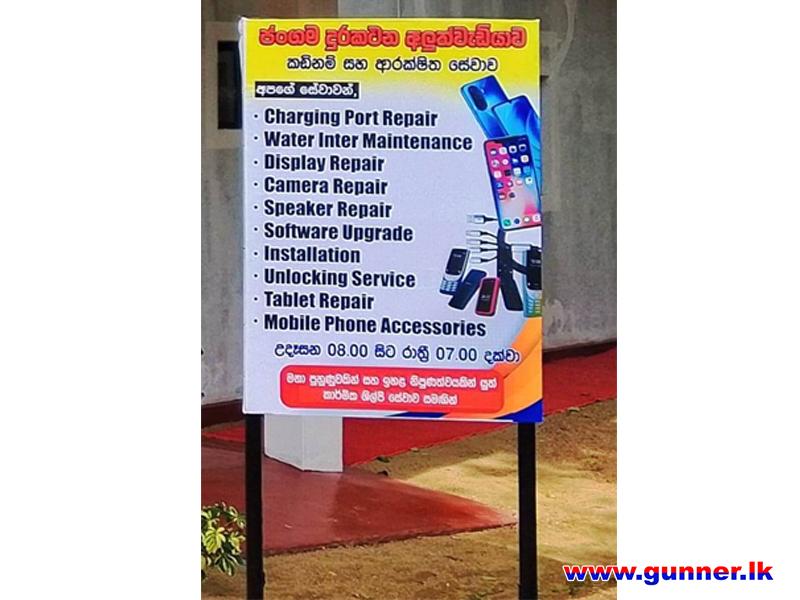 ජංගම දුරකථන අලුත්වැඩියාව
කඩිනම් සහ ආරක්ෂිත සේවාව
අපගේ සේවාවන්,
· Charging Port Repair
· Water Inter Maintenance
· Display Repair
· Camera Repair
· Speaker Repair
· Software Upgrade
· Installation
· Unlocking Service
· Tablet Repair
· Mobile Phone Accessories
උදෑසන 08.00 සිට රාත්‍රී 07.00 දක්වා
මනා පුහුණුවකින් සහ ඉහළ නිපුණත්වයකින් යුත්
කාර්මික ශිල්පී සේවාව සමඟින්
www.gunner.lk